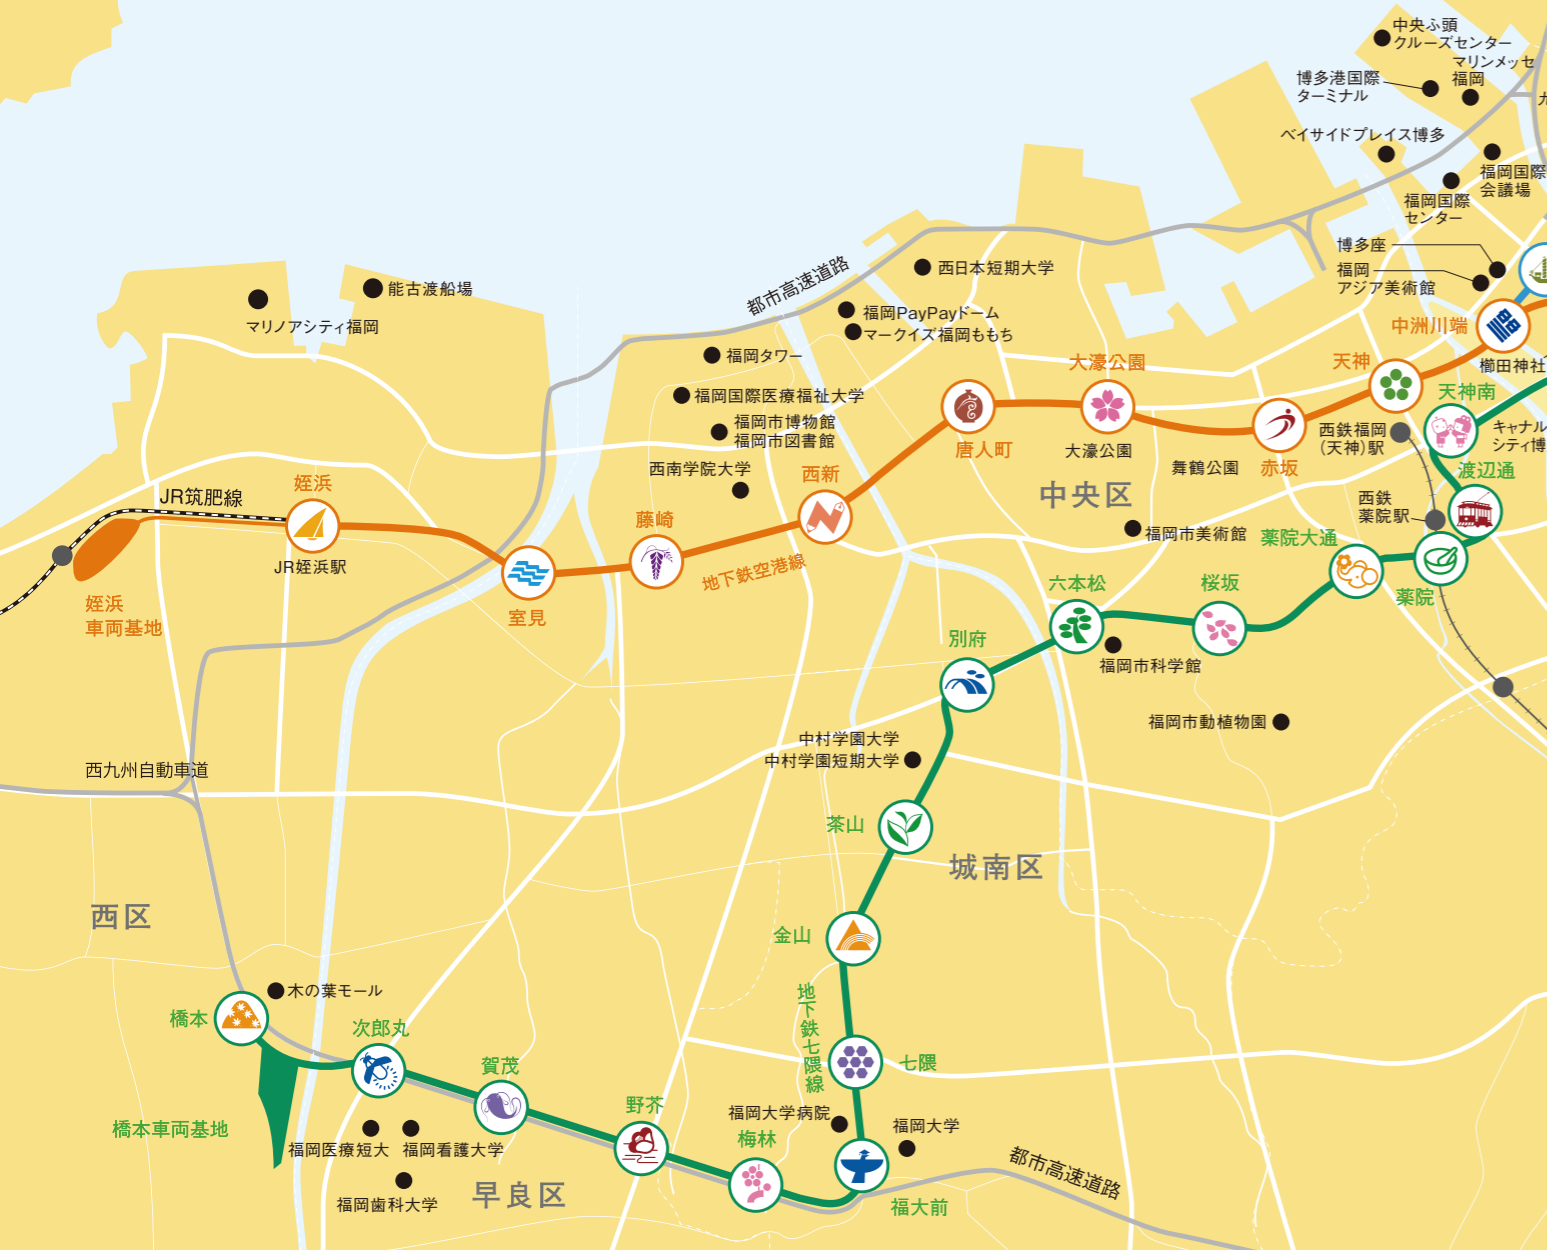 中央ふ頭
クルーズセンター
マリンメッセ
福岡
博多港国際
ターミナル
ベイサイドプレイス博多
福岡国際
会議場
福岡国際
センター
博多座
福岡
アジア美術館
中洲川端
櫛田神社
能古渡船場
マリノアシティ福岡
都市高速道路
西日本短期大学
福岡PayPayドーム
マークイズ福岡ももち
福岡タワー
福岡国際医療福祉大学
福岡市博物館
福岡市図書館
西南学院大学
大濠公園
天神
天神南
キャナル
シティ博
西鉄福岡
(天神)駅
唐人町
大濠公園
舞鶴公園
赤坂
渡辺通
西新
中央区
西鉄
薬院駅
姪浜
JR筑肥線
藤崎
福岡市美術館
薬院大通
JR姪浜駅
地下鉄空港線
六本松
桜坂
薬院
姪浜
車両基地
室見
別府
福岡市科学館
福岡市動植物園
中村学園大学
中村学園短期大学
西九州自動車道
茶山
城南区
西区
金山
木の葉モール
橋本
次郎丸
地下鉄七隈線
賀茂
七隈
野芥
福岡大学病院
福岡大学
橋本車両基地
梅林
福岡医療短大
福岡看護大学
都市高速道路
福岡歯科大学
早良区
福大前